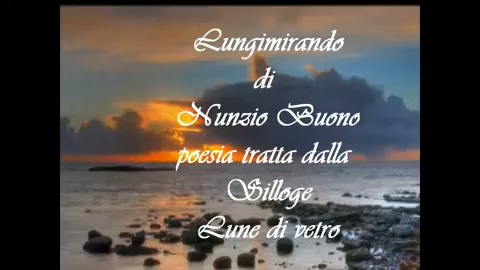 Lungimirando
di
Nunzio Buono
poesia tratta dalla
Silloge
Lune di vetro